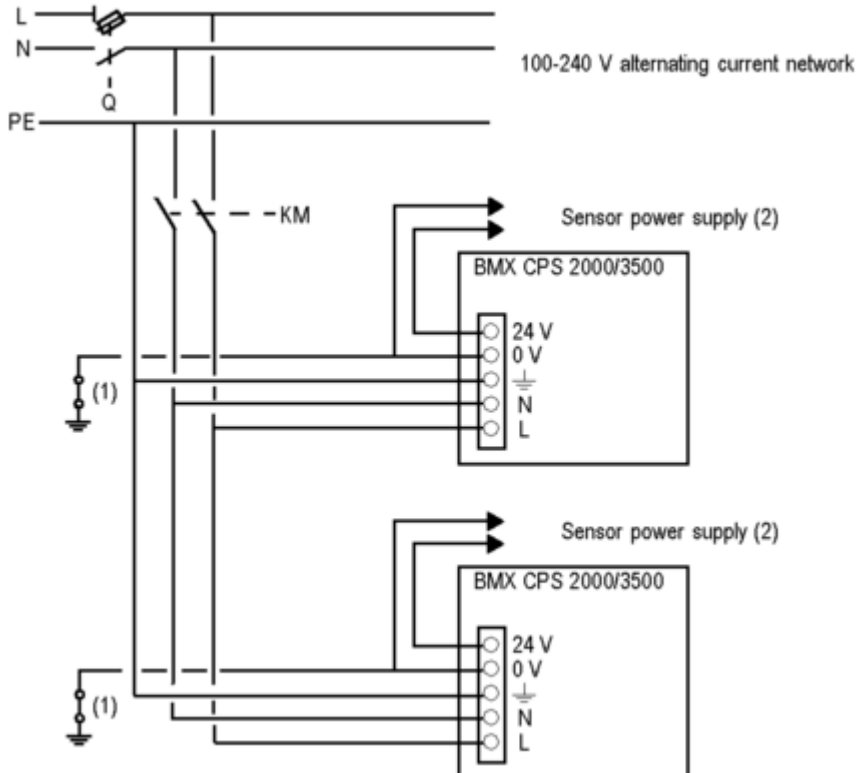 L
N
100-240 V alternating current network
Q
PE
KM
Sensor power supply (2)
BMX CPS 2000/3500
24 V
0 V
(1)
N
L
Sensor power supply (2)
BMX CPS 2000/3500
24 V
0 V
(1)
N
L